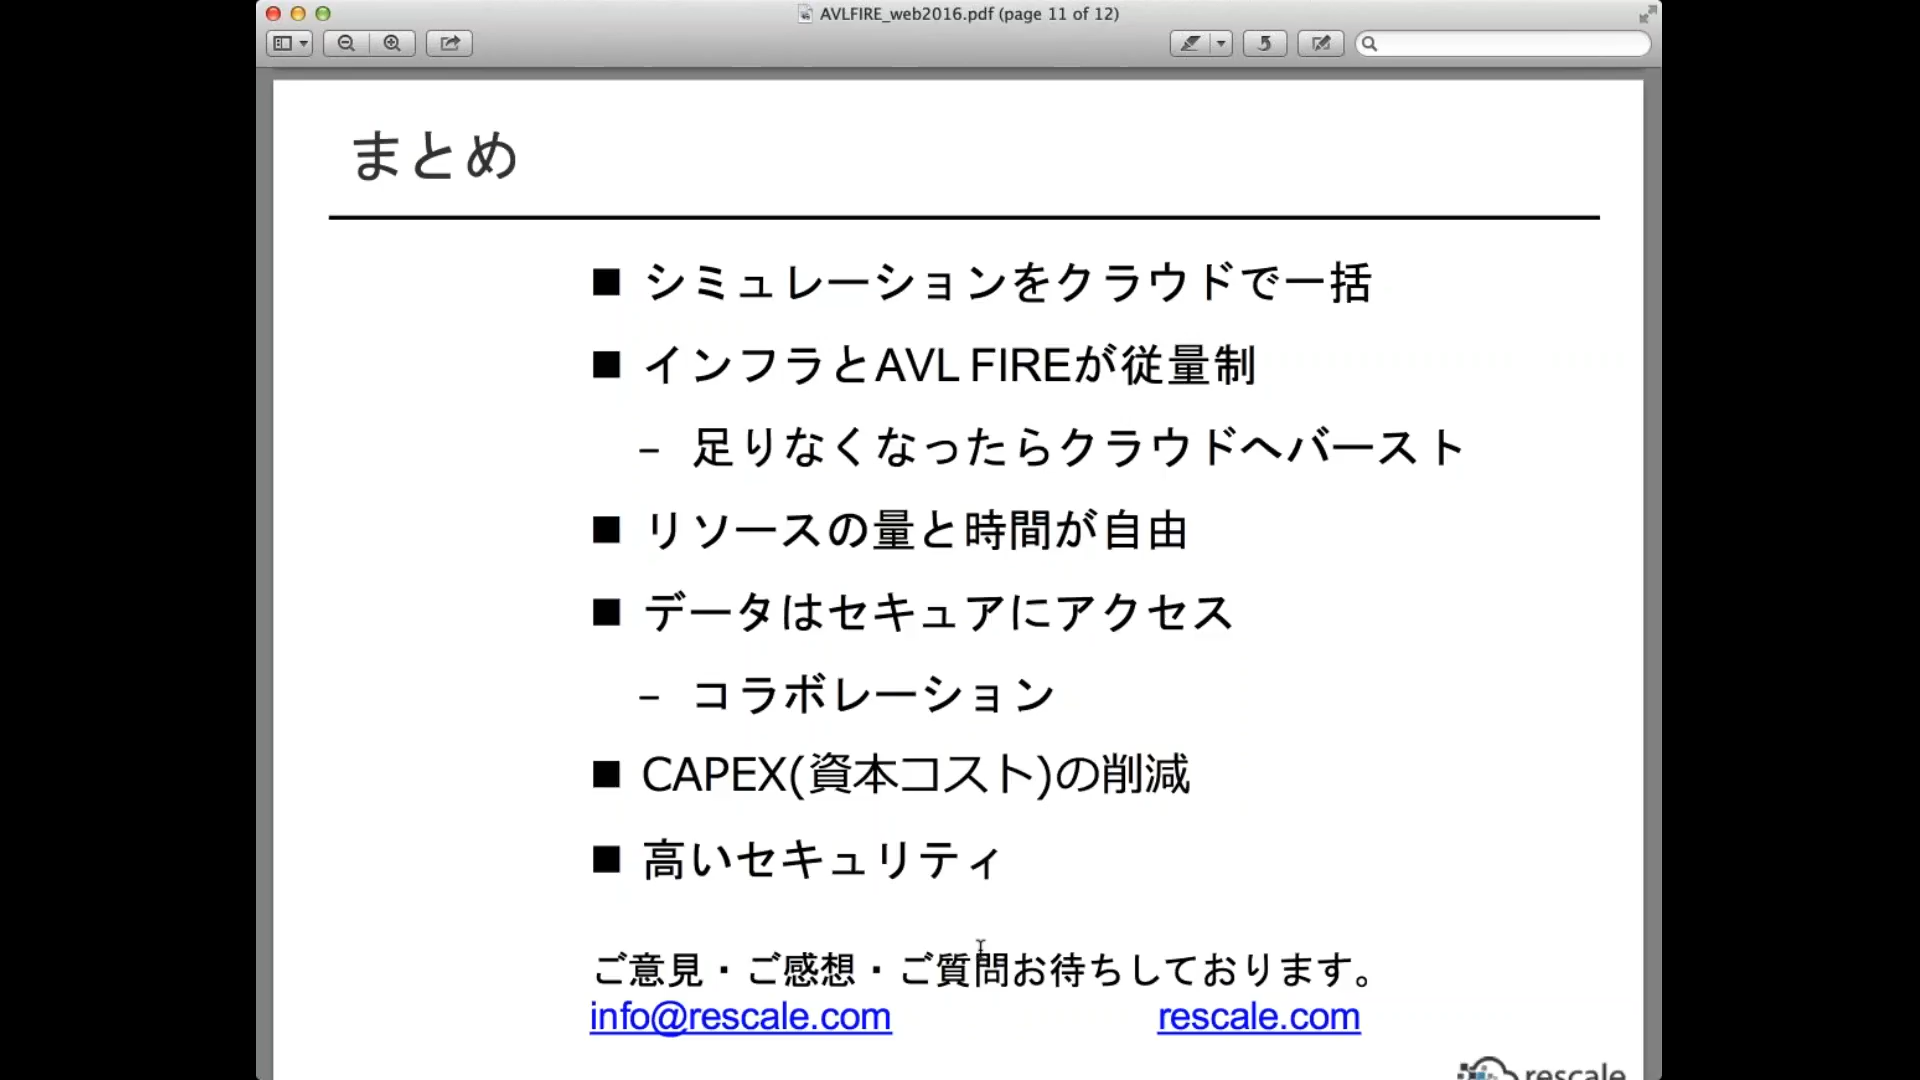 AVLFIRE_web2016.pdf (page 11 of 12)
まとめ
■ シミュレーションをクラウドで一括
■ インフラとAVL FIREが従量制
– 足りなくなったらクラウドへバースト
■ リソースの量と時間が自由
■ データはセキュアにアクセス
– コラボレーション
■ CAPEX(資本コスト)の削減
■ 高いセキュリティ
ご意見・ご感想・ご質問お待ちしております。
info@rescale.com rescale.com
rescale